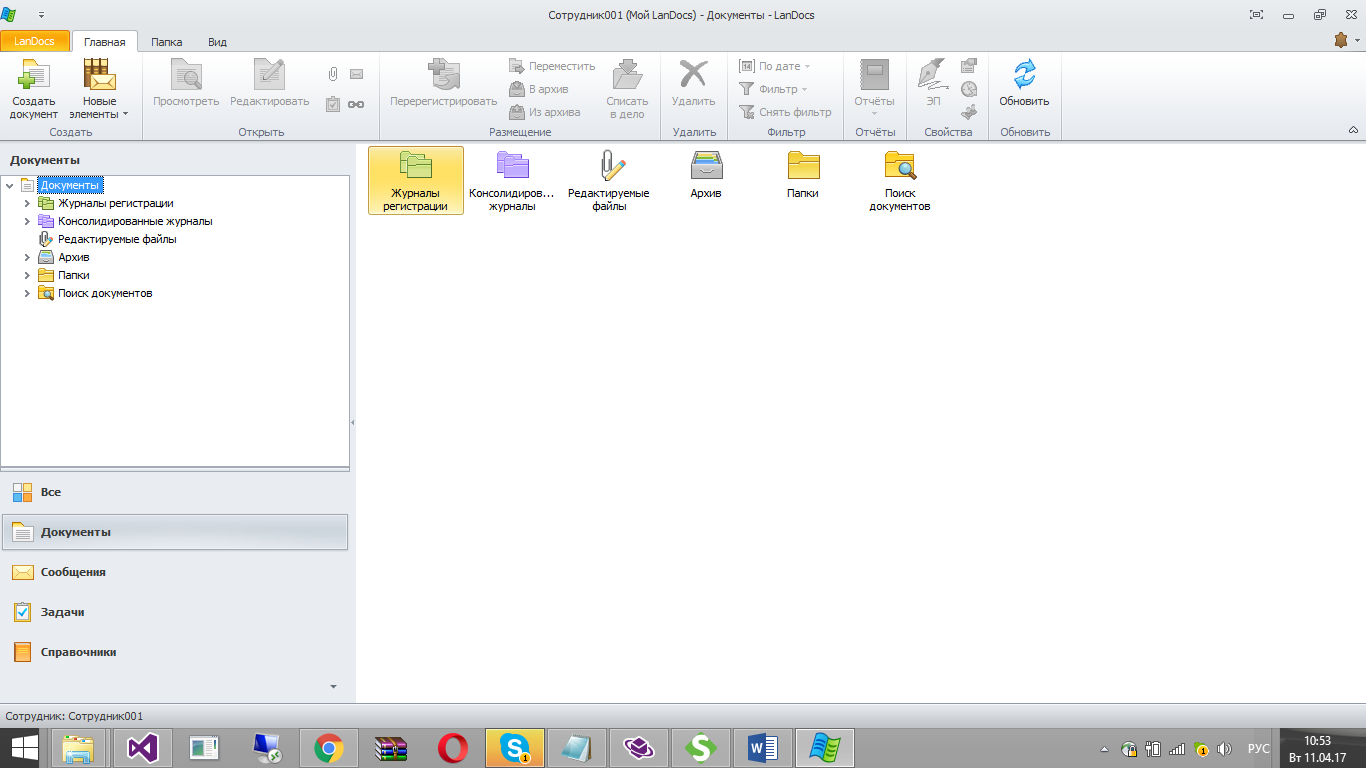 Сотрудник001 (Мой LanDocs) - Документы - LanDocs
LanDocs Главная Папка Вид
Создать документ
Новые элементы
Создать
Просмотреть
Редактировать
Открыть
Перерегистрировать
Переместить
В архив
Из архива
Списать в дело
Размещение
Удалить
Удалить
По дате
Фильтр
Снять фильтр
Фильтр
Отчёты
Отчёты
ЭП
Свойства
Обновить
Обновить
Документы
Документы
Журналы регистрации
Консолидированные журналы
Редактируемые файлы
Архив
Папки
Поиск документов
Журналы регистрации
Консолидиров... журналы
Редактируемые файлы
Архив
Папки
Поиск документов
Все
Документы
Сообщения
Задачи
Справочники
Сотрудник: Сотрудник001
РУС
10:53
Вт 11.04.17